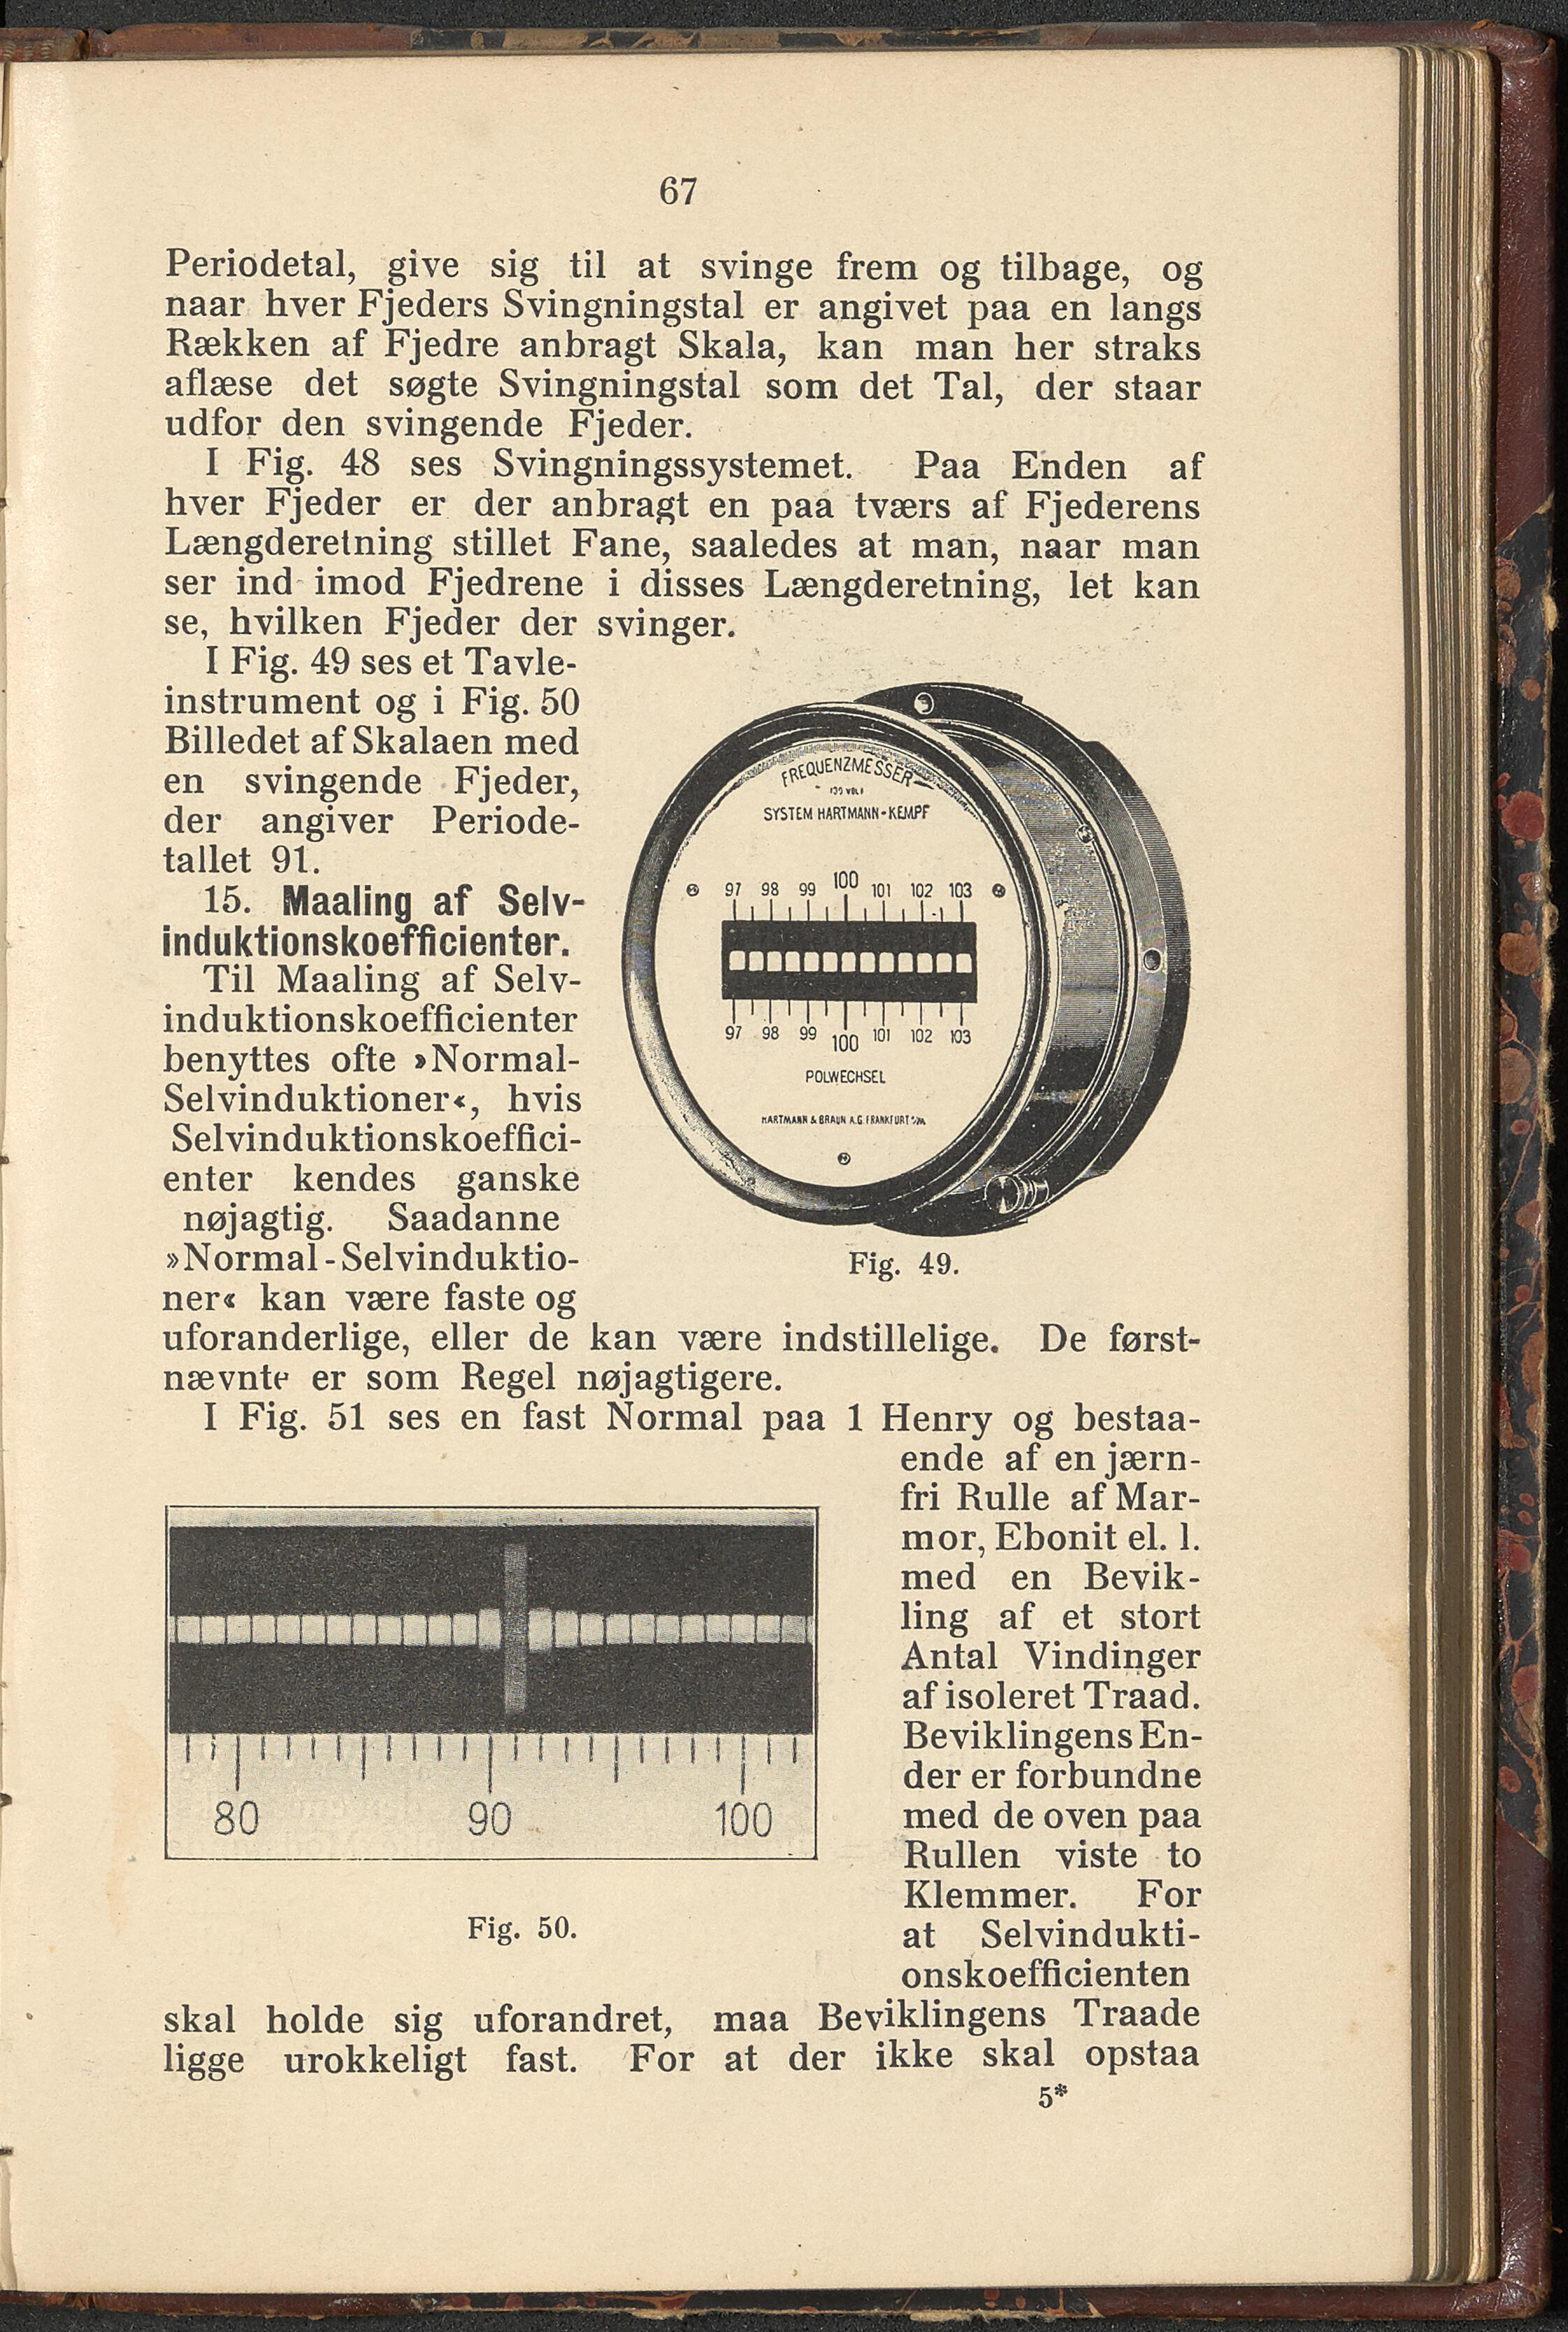 67
Periodetal, give sig til at svinge frem og tilbage, og
naar hver Fjeders Svingningstal er angivet paa en langs
Rækken af Fjedre anbragt Skala, kan man her straks
aflæse det søgte Svingningstal som det Tal, der staar
udfor den svingende Fjeder.
I Fig. 48 ses Svingningssystemet. Paa Enden af
hver Fjeder er der anbragt en paa tværs af Fjederens
Længderetning stillet Fane, saaledes at man, naar man
ser ind imod Fjedrene i disses Længderetning, let kan
se, hvilken Fjeder der svinger.
I Fig. 49 ses et Tavle-
instrument og i Fig. 50
Billedet af Skalaen med
en svingende Fjeder,
der angiver Periode-
tallet 91.
15. Maaling af Selv-
induktionskoefficienter.
Til Maaling af Selv-
induktionskoefficienter
benyttes ofte »Normal-
Selvinduktioner«, hvis
Selvinduktionskoeffici-
enter kendes ganske
nøjagtig. Saadanne
»Normal-Selvinduktio-
ner« kan være faste og
FREQUENZMESSER
SYSTEM HARTMANN-KEMPF
97 98 99 100 101 102 103
97 98 99 100 101 102 103
POLWECHSEL
HARTMANN & BRAUN A.G. FRANKFURT
Fig. 49.
uforanderlige, eller de kan være indstillelige. De først-
nævnte er som Regel nøjagtigere.
I Fig. 51 ses en fast Normal paa 1 Henry og bestaa-
ende af en jærn-
fri Rulle af Mar-
mor, Ebonit el. l.
med en Bevik-
ling af et stort
Antal Vindinger
af isoleret Traad.
Beviklingens En-
der er forbundne
med de oven paa
Rullen viste to
Klemmer. For
at Selvindukti-
onskoefficienten
80 90 100
Fig. 50.
skal holde sig uforandret, maa Beviklingens Traade
ligge urokkeligt fast. For at der ikke skal opstaa
5*